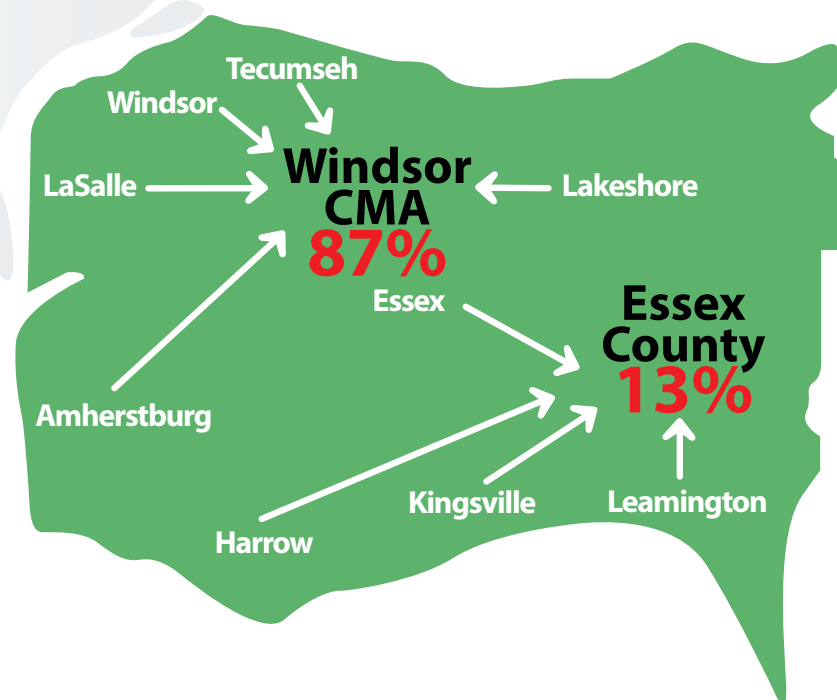 Tecumseh
Windsor
LaSalle
Windsor
CMA
87%
Lakeshore
Essex
Essex
County
13%
Amherstburg
Kingsville
Leamington
Harrow